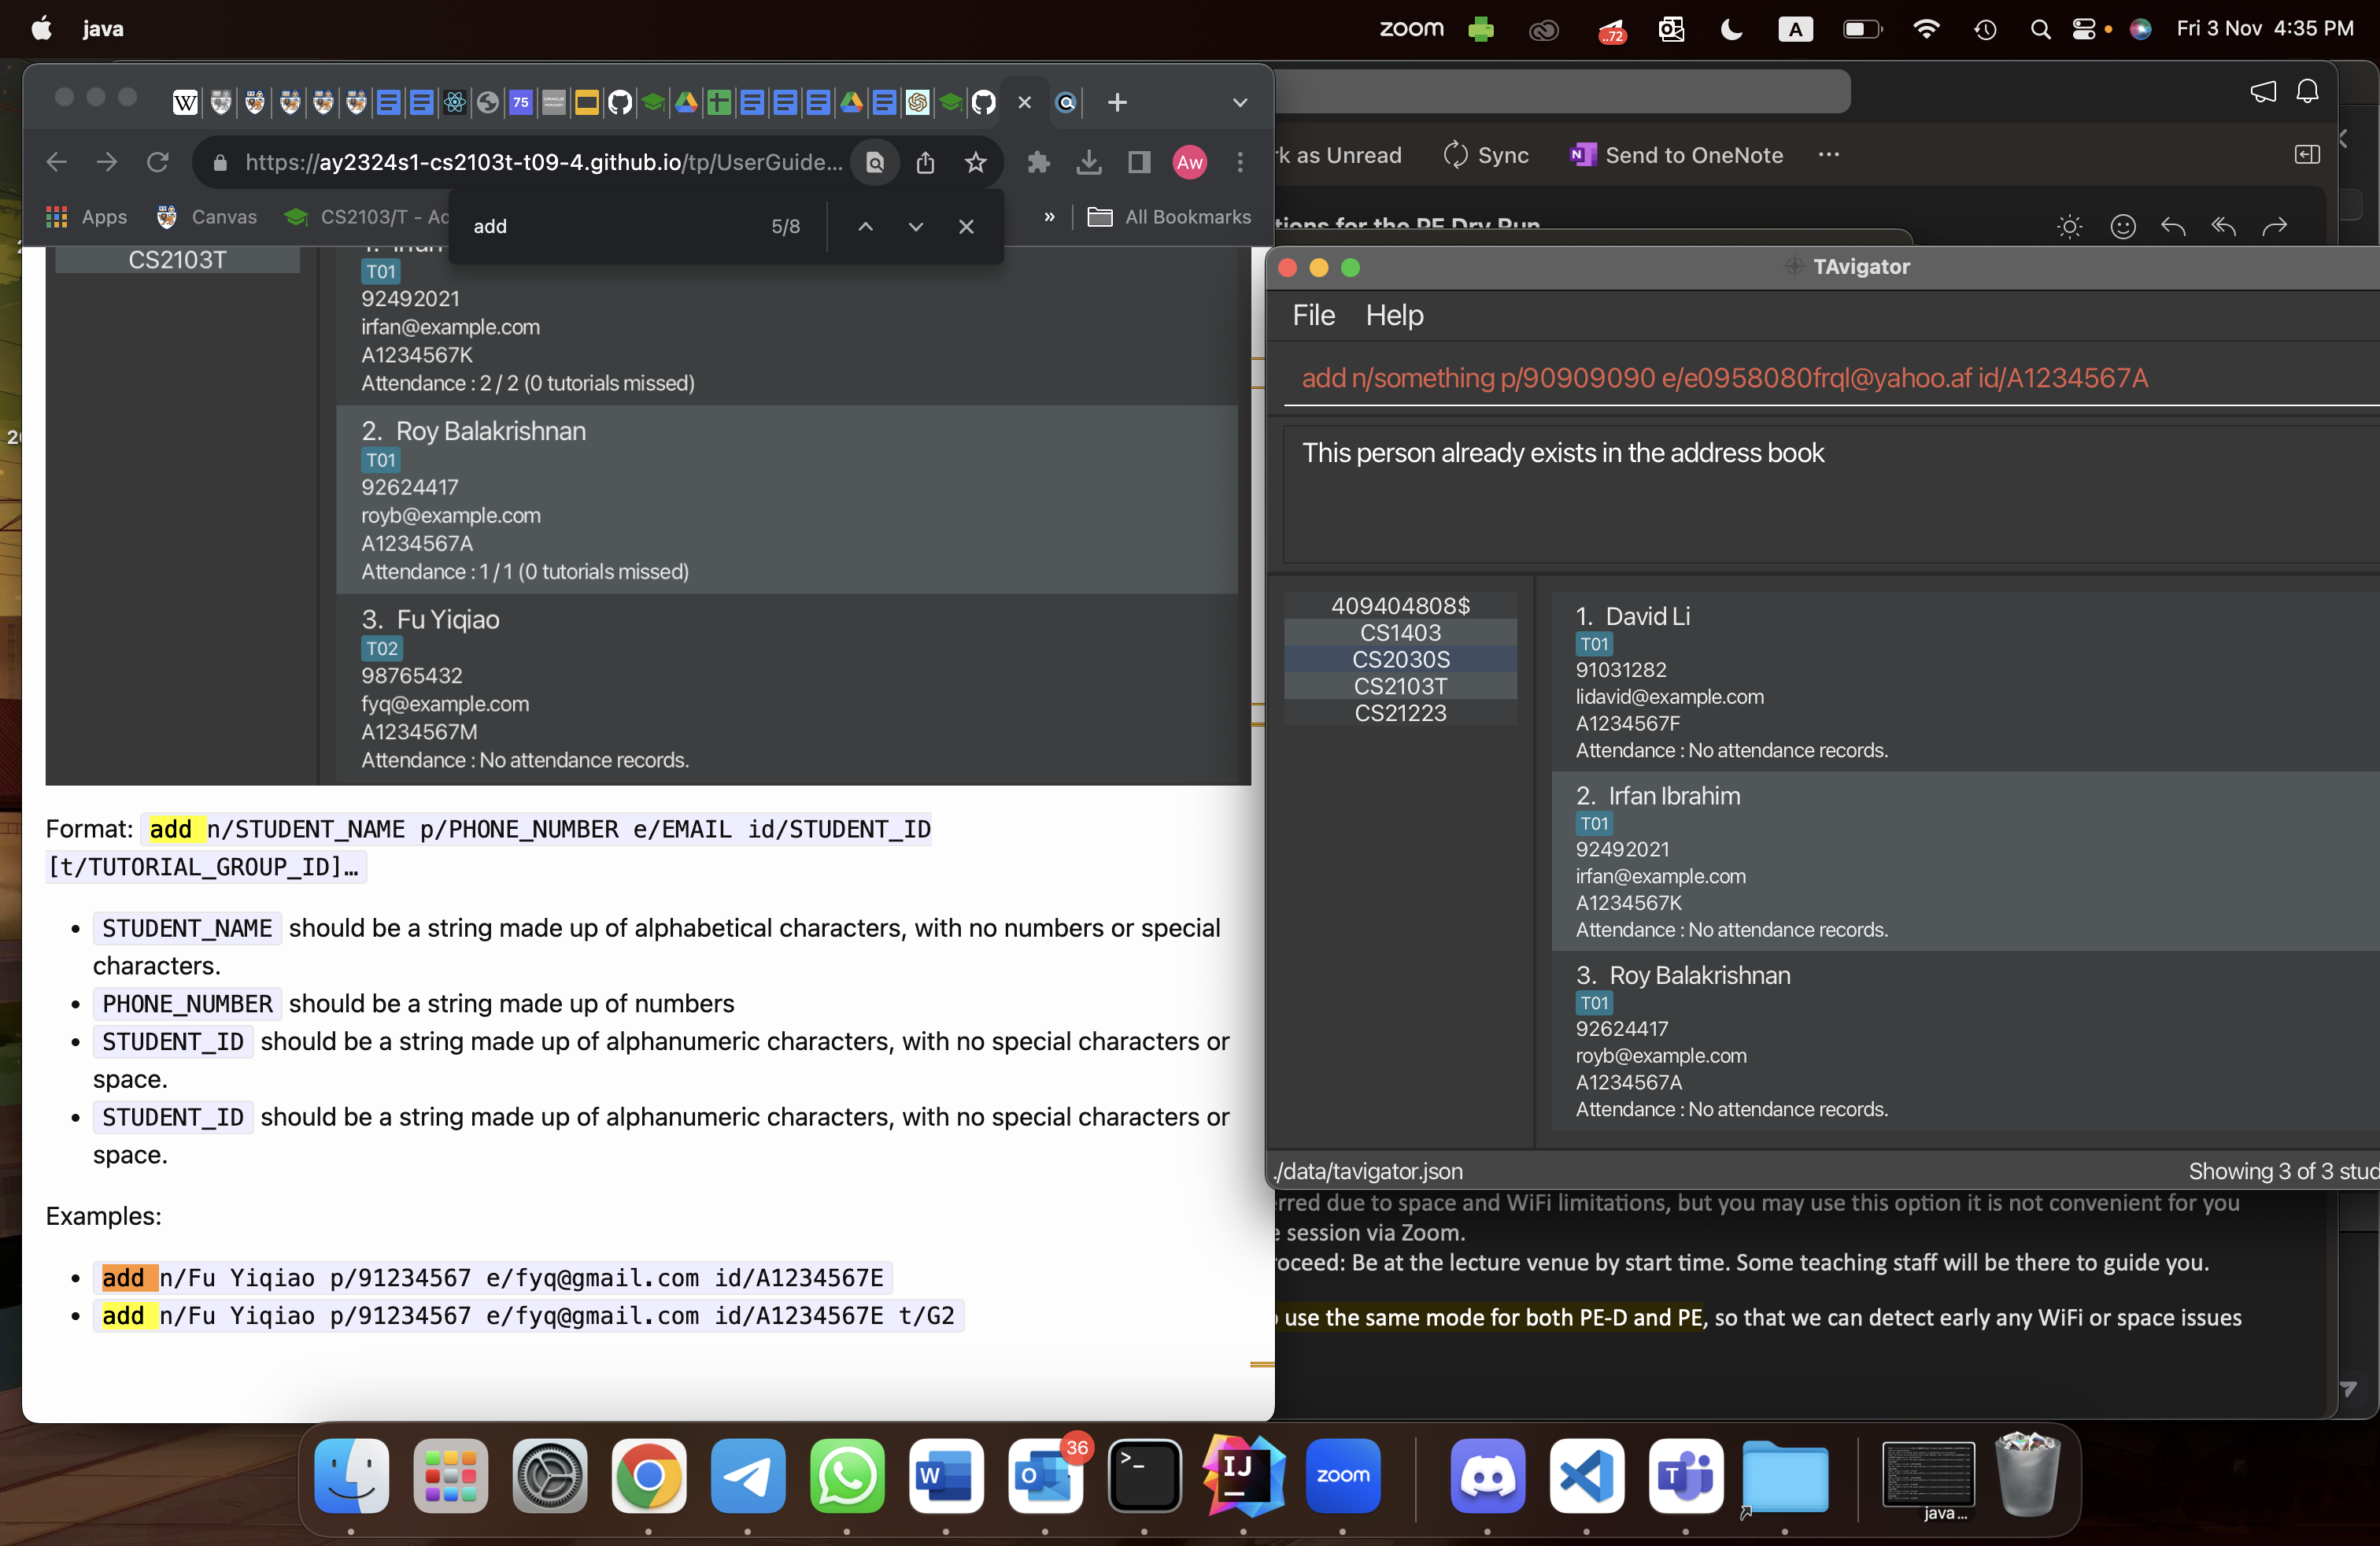 java
zoom
..72
A
Fri 3 Nov 4:35 PM
W
75
https://ay2324s1-cs2103t-t09-4.github.io/tp/UserGuide...
Aw
Apps
Canvas
CS2103/T - Ac
All Bookmarks
add
5/8
CS2103T
T01
92492021
irfan@example.com
A1234567K
Attendance : 2 / 2 (0 tutorials missed)
2. Roy Balakrishnan
T01
92624417
royb@example.com
A1234567A
Attendance : 1 / 1 (0 tutorials missed)
3. Fu Yiqiao
T02
98765432
fyq@example.com
A1234567M
Attendance : No attendance records.
Format: add n/STUDENT_NAME p/PHONE_NUMBER e/EMAIL id/STUDENT_ID
[t/TUTORIAL_GROUP_ID]…
• STUDENT_NAME should be a string made up of alphabetical characters, with no numbers or special
characters.
• PHONE_NUMBER should be a string made up of numbers
• STUDENT_ID should be a string made up of alphanumeric characters, with no special characters or
space.
• STUDENT_ID should be a string made up of alphanumeric characters, with no special characters or
space.
Examples:
• add n/Fu Yiqiao p/91234567 e/fyq@gmail.com id/A1234567E
• add n/Fu Yiqiao p/91234567 e/fyq@gmail.com id/A1234567E t/G2
rk as Unread
Sync
Send to OneNote
tions for the PE Dry Run
TAvigator
File
Help
add n/something p/90909090 e/e0958080frql@yahoo.af id/A1234567A
This person already exists in the address book
409404808$
CS1403
CS2030S
CS2103T
CS21223
1. David Li
T01
91031282
lidavid@example.com
A1234567F
Attendance : No attendance records.
2. Irfan Ibrahim
T01
92492021
irfan@example.com
A1234567K
Attendance : No attendance records.
3. Roy Balakrishnan
T01
92624417
royb@example.com
A1234567A
Attendance : No attendance records.
./data/tavigator.json
Showing 3 of 3 stud
erred due to space and WiFi limitations, but you may use this option it is not convenient for you
e session via Zoom.
roceed: Be at the lecture venue by start time. Some teaching staff will be there to guide you.
o use the same mode for both PE-D and PE, so that we can detect early any WiFi or space issues
W
36
O
>_
IJ
zoom
T
java...